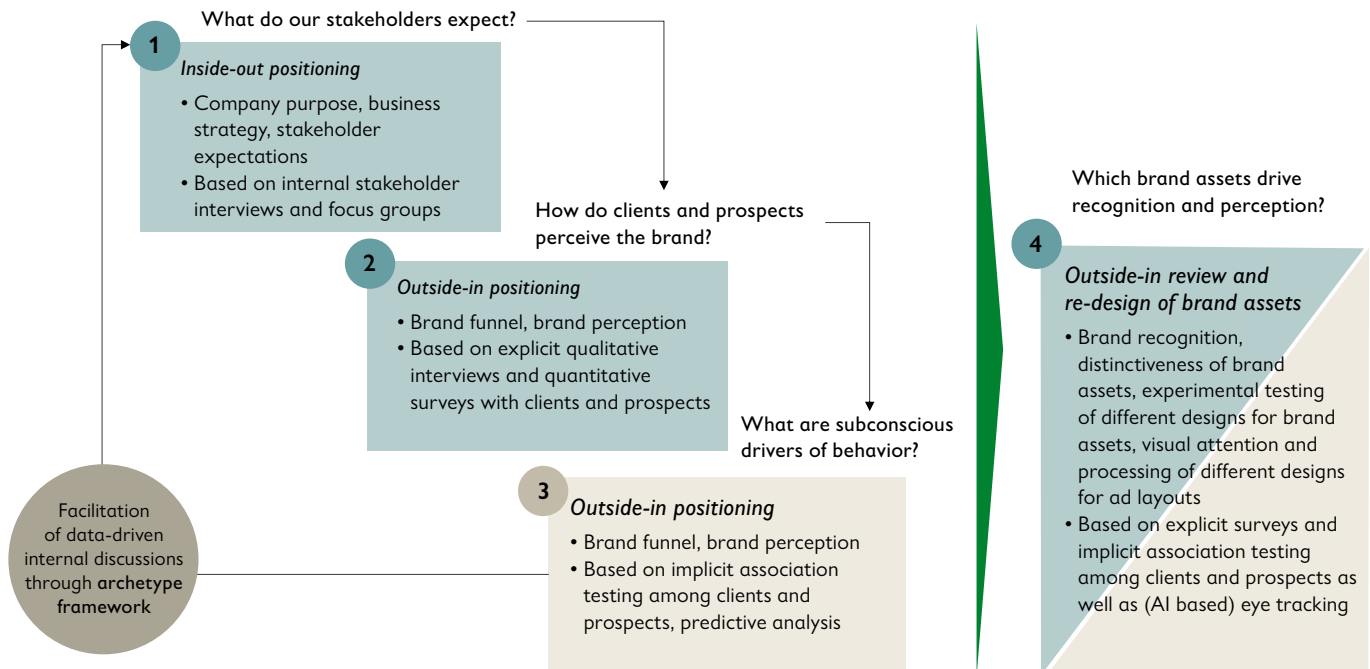 What do our stakeholders expect?
1
Inside-out positioning
• Company purpose, business
strategy, stakeholder
expectations
• Based on internal stakeholder
interviews and focus groups
How do clients and prospects
perceive the brand?
2
Outside-in positioning
• Brand funnel, brand perception
• Based on explicit qualitative
interviews and quantitative
surveys with clients and prospects
What are subconscious
drivers of behavior?
3
Outside-in positioning
• Brand funnel, brand perception
• Based on implicit association
testing among clients and
prospects, predictive analysis
Facilitation
of data-driven
internal discussions
through archetype
framework
Which brand assets drive
recognition and perception?
4
Outside-in review and
re-design of brand assets
• Brand recognition,
distinctiveness of brand
assets, experimental testing
of different designs for brand
assets, visual attention and
processing of different designs
for ad layouts
• Based on explicit surveys and
implicit association testing
among clients and prospects as
well as (AI based) eye tracking